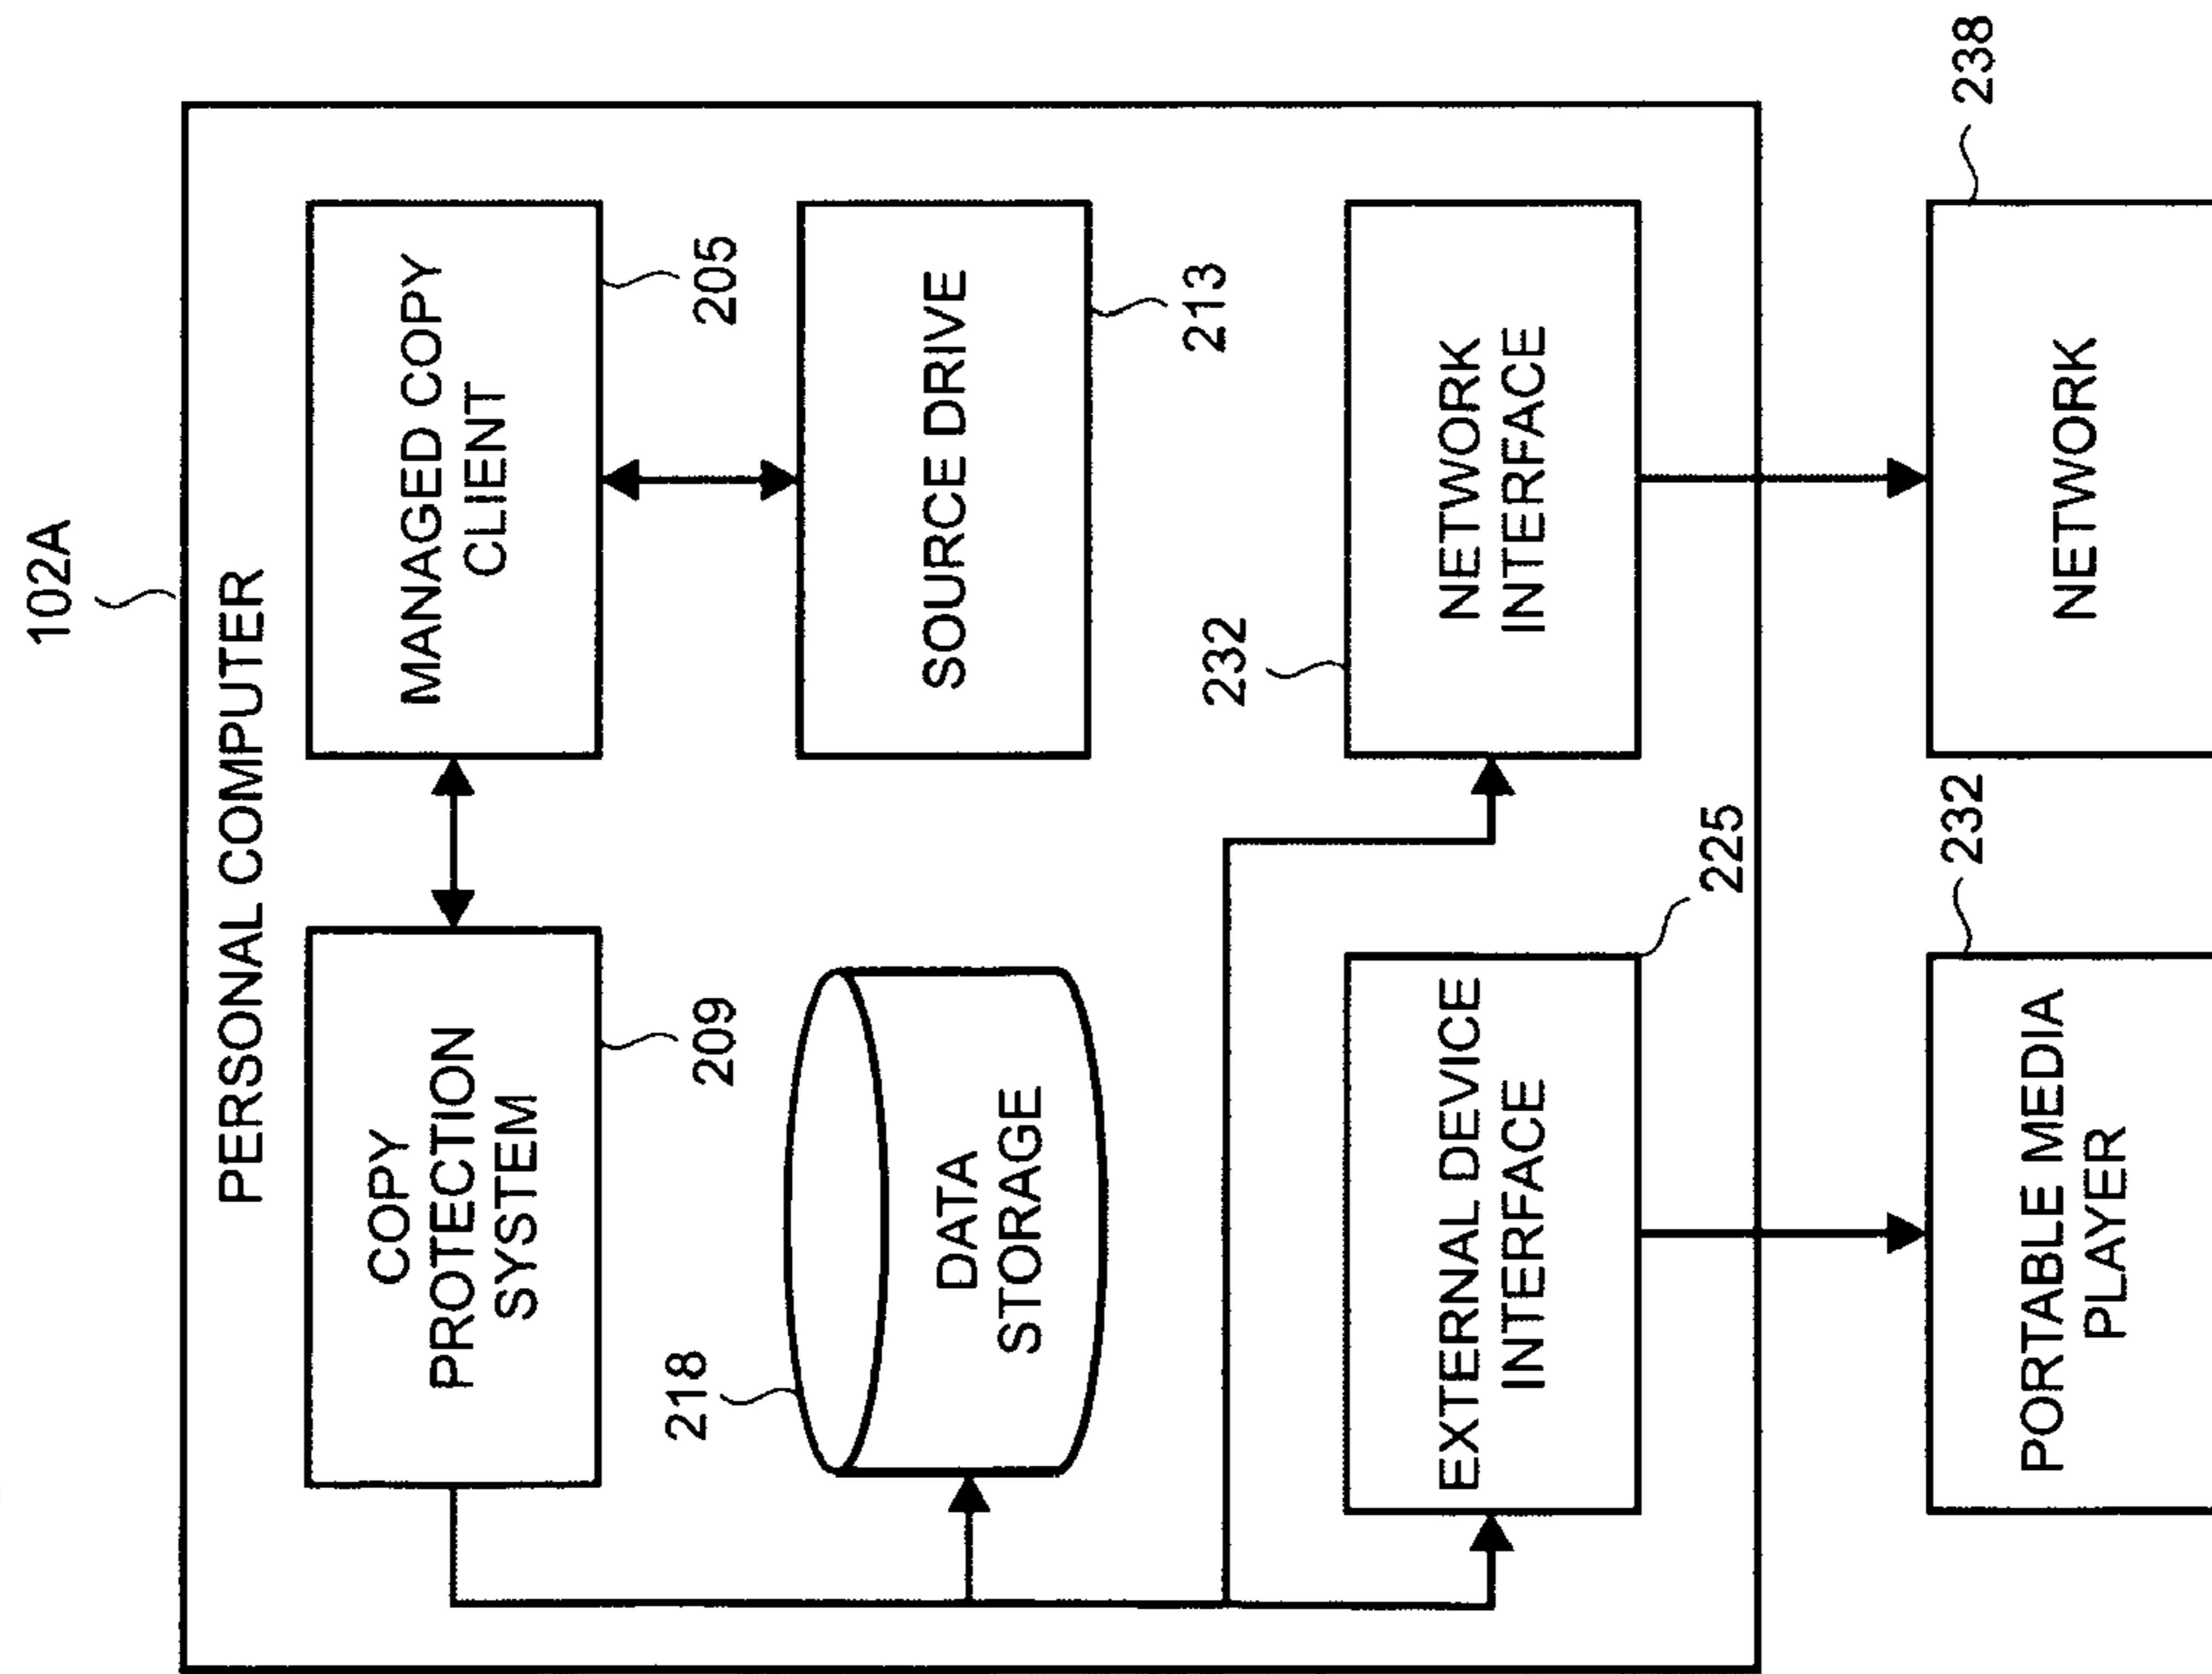 102A
PERSONAL COMPUTER
COPY
PROTECTION
SYSTEM
209
MANAGED COPY
CLIENT
205
218
DATA
STORAGE
SOURCE DRIVE
213
EXTERNAL DEVICE
INTERFACE
225
232
NETWORK
INTERFACE
PORTABLE MEDIA
PLAYER
232
NETWORK
238